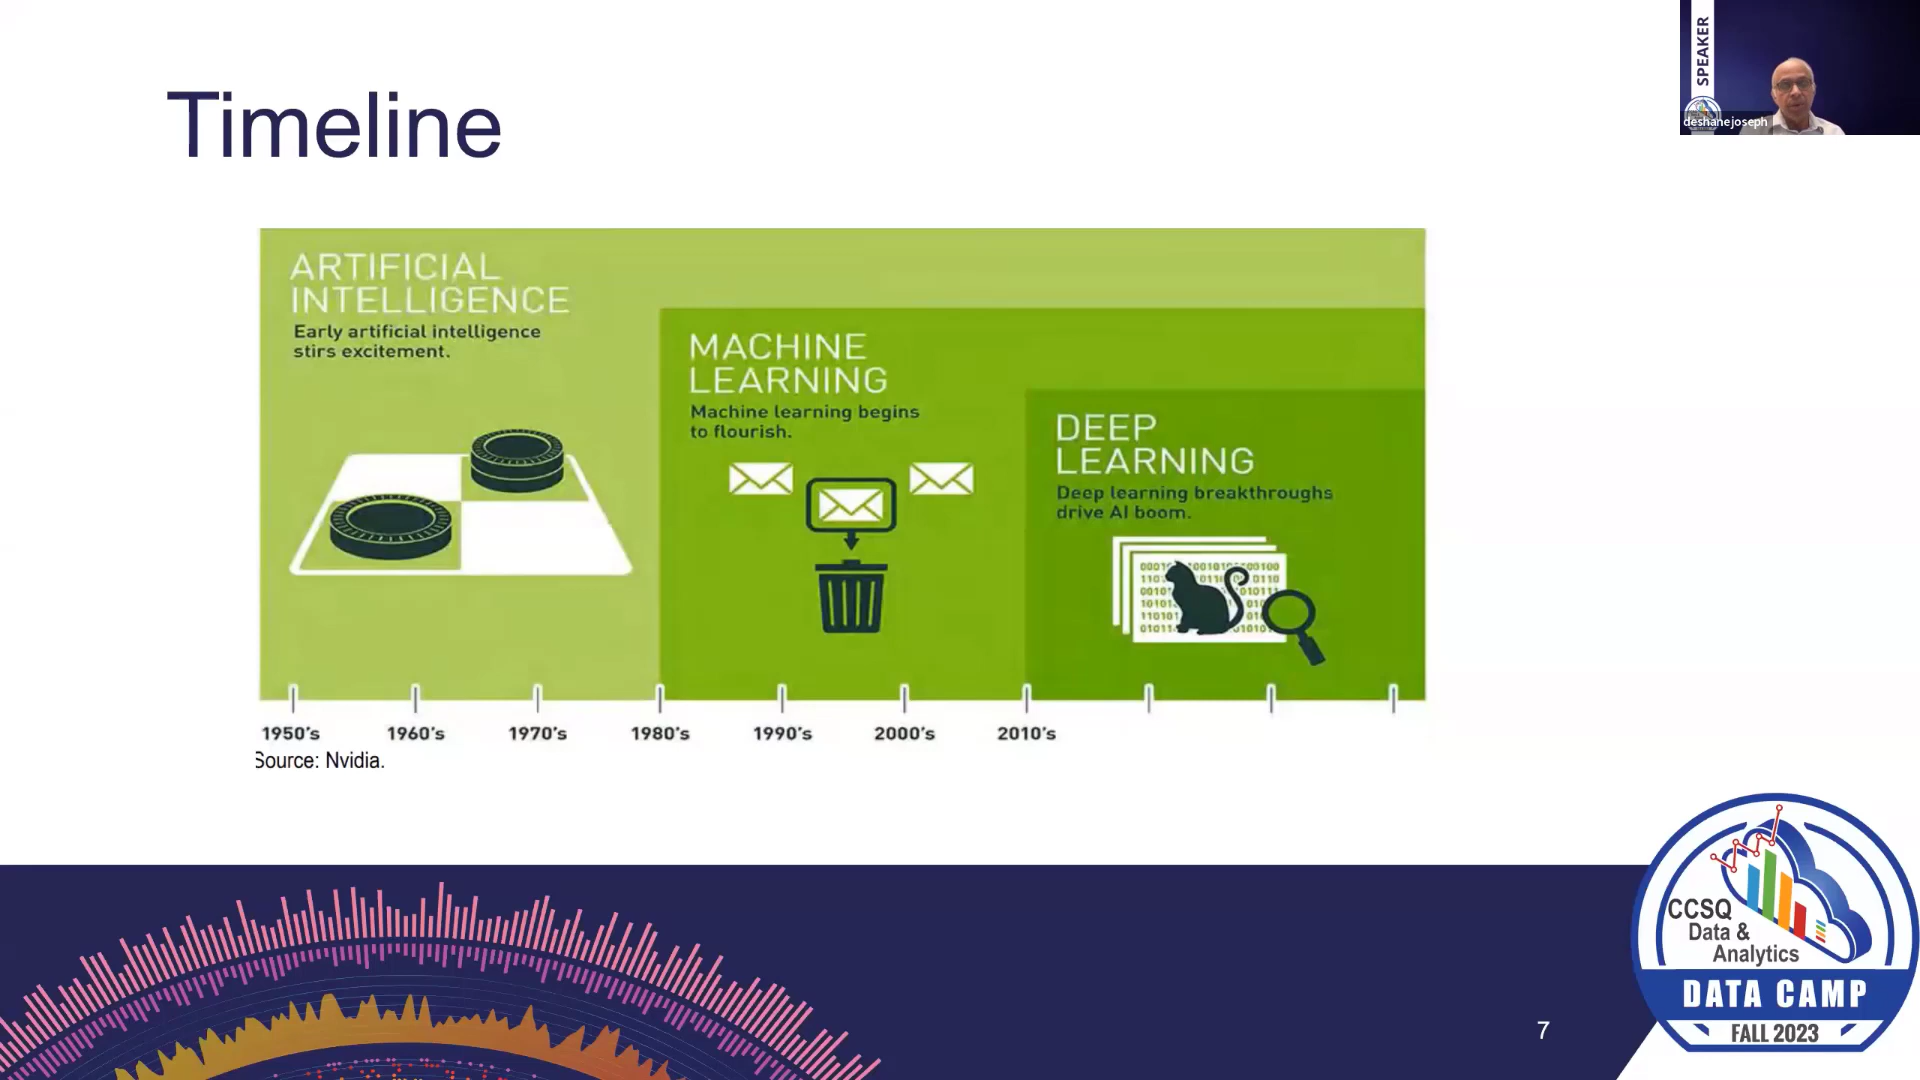 Timeline
SPEAKER
deshanejoseph
ARTIFICIAL
INTELLIGENCE
Early artificial intelligence
stirs excitement.
MACHINE
LEARNING
Machine learning begins
to flourish.
DEEP
LEARNING
Deep learning breakthroughs
drive AI boom.
1950's 1960's 1970's 1980's 1990's 2000's 2010's
Source: Nvidia.
CCSQ
Data &
Analytics
DATA CAMP
FALL 2023
7